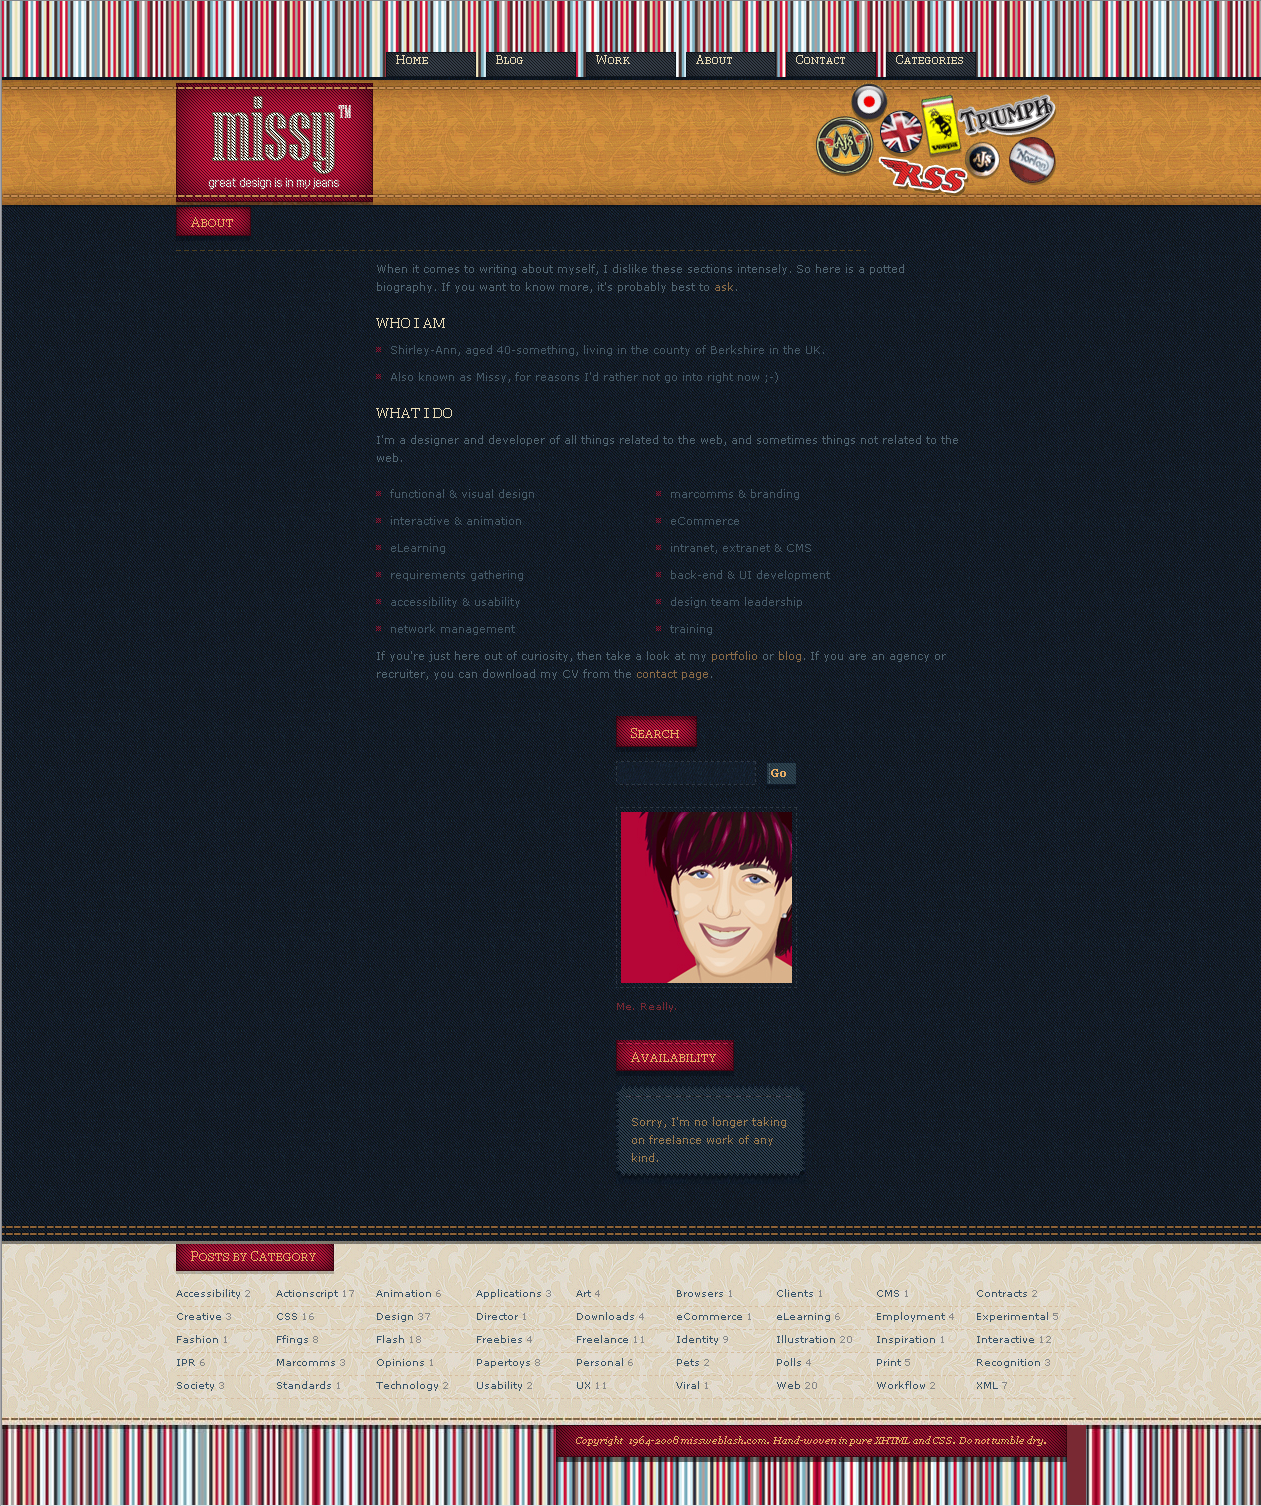 Home Blog Work About Contact Categories
missy TM
great design is in my jeans
AJS M vespa TRIUMPH AJS Norton RSS
About
When it comes to writing about myself, I dislike these sections intensely. So here is a potted
biography. If you want to know more, it's probably best to ask.
WHO I AM
Shirley-Ann, aged 40-something, living in the county of Berkshire in the UK.
Also known as Missy, for reasons I'd rather not go into right now ;-)
WHAT I DO
I'm a designer and developer of all things related to the web, and sometimes things not related to the
web.
functional & visual design
interactive & animation
eLearning
requirements gathering
accessibility & usability
network management
marcomms & branding
eCommerce
intranet, extranet & CMS
back-end & UI development
design team leadership
training
If you're just here out of curiosity, then take a look at my portfolio or blog. If you are an agency or
recruiter, you can download my CV from the contact page.
Search
Go
Me. Really.
Availability
Sorry, I'm no longer taking
on freelance work of any
kind.
Posts by Category
Accessibility 2 Actionscript 17 Animation 6 Applications 3 Art 4 Browsers 1 Clients 1 CMS 1 Contracts 2
Creative 3 CSS 16 Design 37 Director 1 Downloads 4 eCommerce 1 eLearning 6 Employment 4 Experimental 5
Fashion 1 Ffings 8 Flash 18 Freebies 4 Freelance 11 Identity 9 Illustration 20 Inspiration 1 Interactive 12
IPR 6 Marcomms 3 Opinions 1 Papertoys 8 Personal 6 Pets 2 Polls 4 Print 5 Recognition 3
Society 3 Standards 1 Technology 2 Usability 2 UX 11 Viral 1 Web 20 Workflow 2 XML 7
Copyright 1964-2008 missweblash.com. Hand-woven in pure XHTML and CSS. Do not tumble dry.